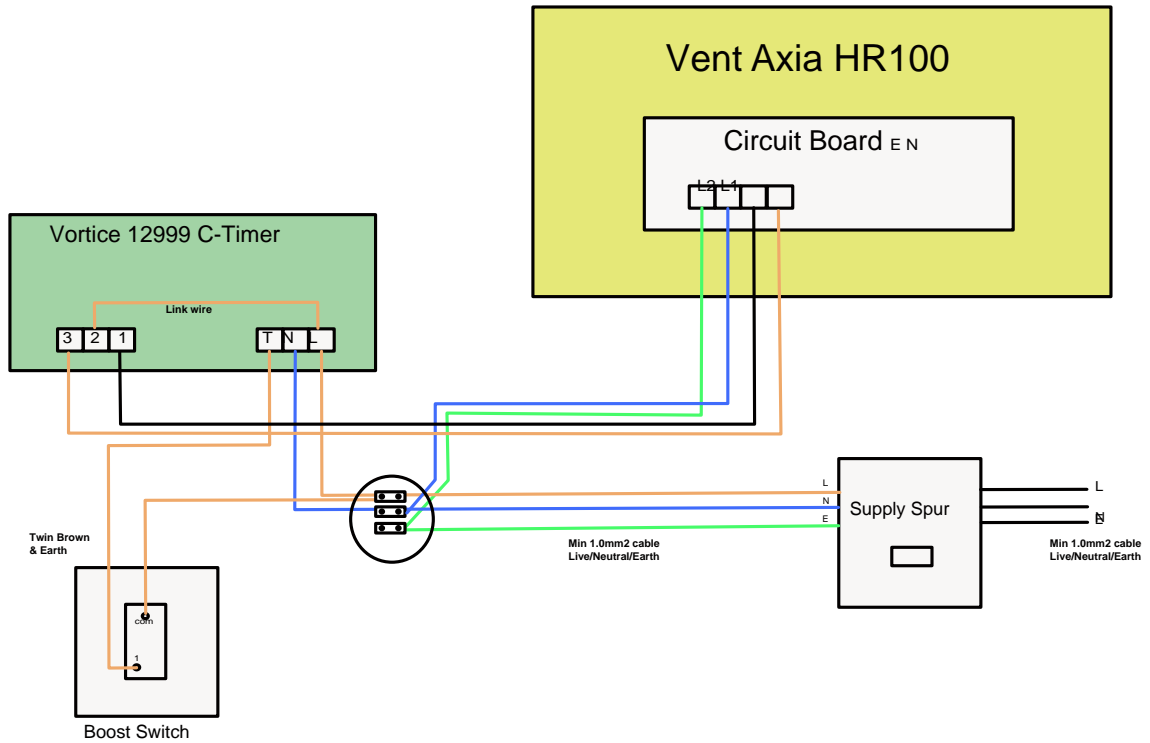 Vent Axia HR100
Circuit Board E N
L2 L1
Vortice 12999 C-Timer
Link wire
3 2 1
T N L
L
N
E
Supply Spur
L
N
E
Twin Brown
& Earth
Min 1.0mm2 cable
Live/Neutral/Earth
Min 1.0mm2 cable
Live/Neutral/Earth
com
1
Boost Switch